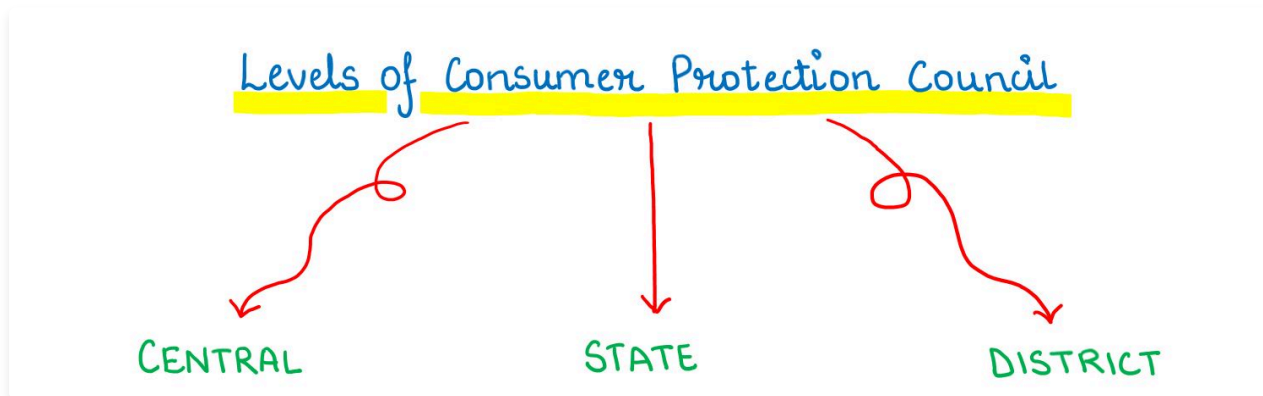 Levels of Consumer Protection Council
CENTRAL
STATE
DISTRICT